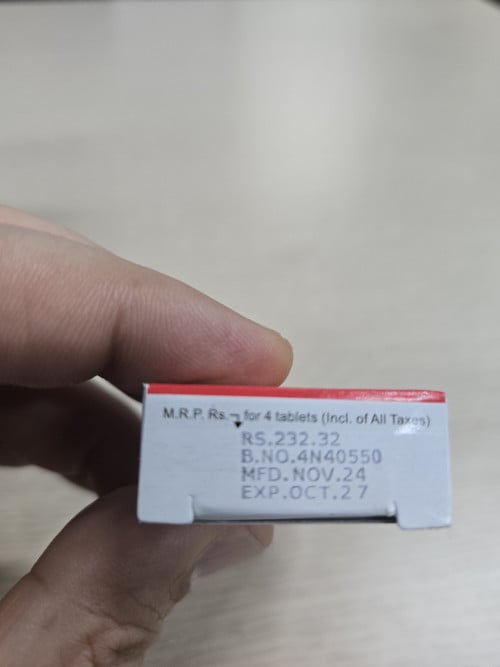 M.R.P. Rs. for 4 tablets (Incl. of All Taxes)
RS.232.32
B.NO.4N40550
MFD.NOV.24
EXP.OCT.27